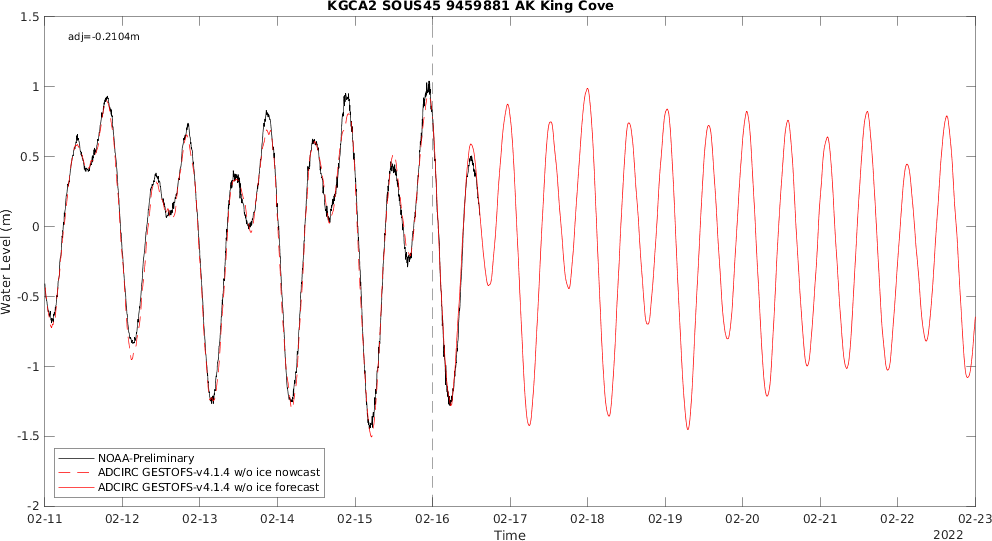 KGCA2 SOUS45 9459881 AK King Cove
adj=-0.2104m
1.5
1
0.5
0
-0.5
-1
-1.5
-2
Water Level (m)
NOAA-Preliminary
ADCIRC GESTOFS-v4.1.4 w/o ice nowcast
ADCIRC GESTOFS-v4.1.4 w/o ice forecast
02-11 02-12 02-13 02-14 02-15 02-16 02-17 02-18 02-19 02-20 02-21 02-22 02-23
Time
2022